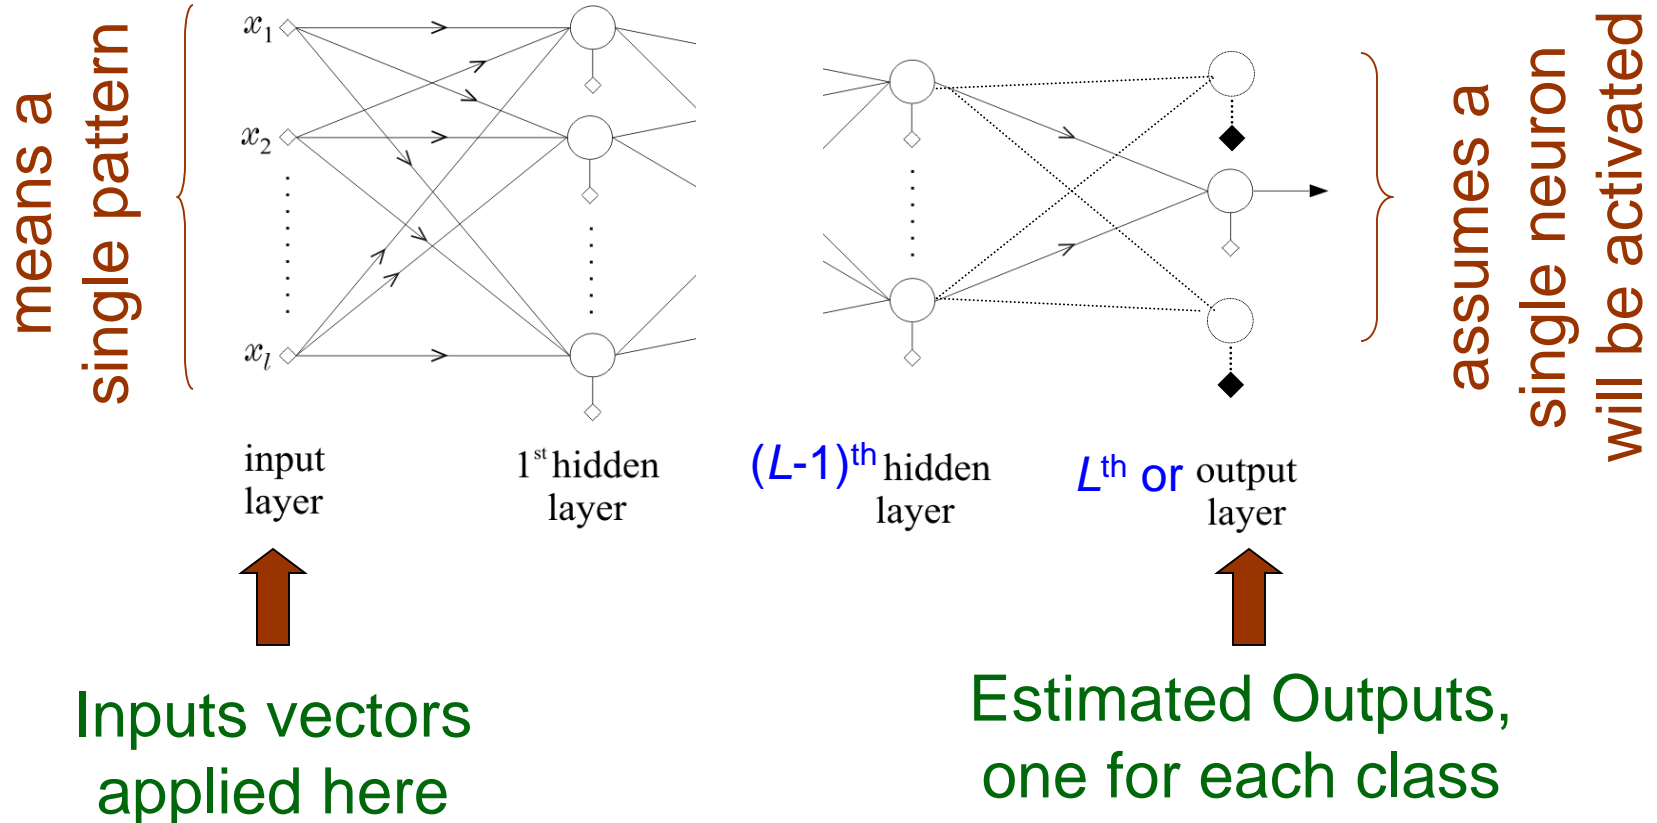 means a
single pattern
x1
x2
xl
assumes a
single neuron
will be activated
input
layer
1st hidden
layer
(L-1)th hidden
layer
Lth or output
layer
Inputs vectors
applied here
Estimated Outputs,
one for each class